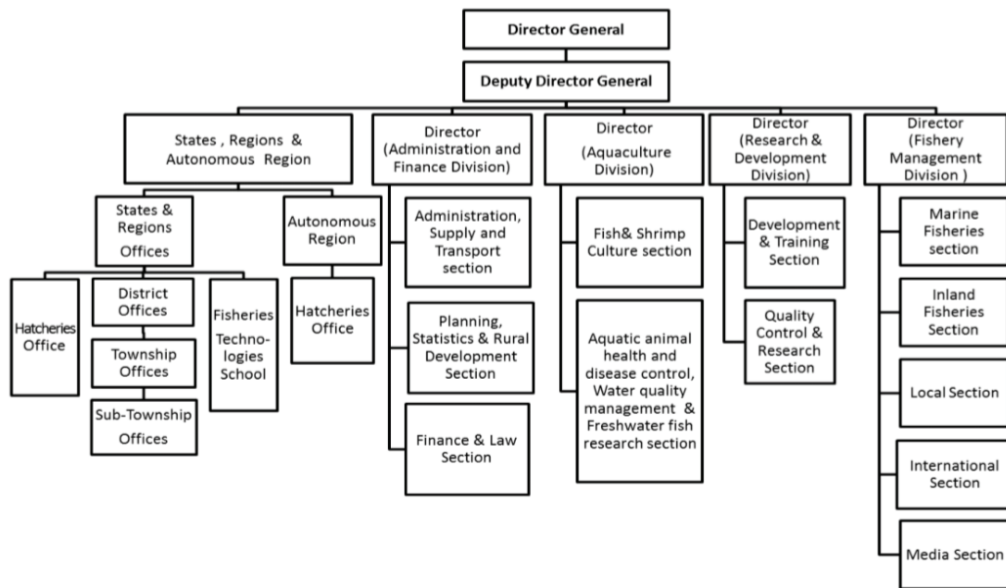 Director General
Deputy Director General
States , Regions &
Autonomous Region
Director
(Administration and
Finance Division)
Director
(Aquaculture
Division)
Director
(Research &
Development
Division)
Director
(Fishery
Management
Division )
States &
Regions
Offices
Autonomous
Region
Hatcheries
Office
District
Offices
Township
Offices
Sub-Township
Offices
Fisheries
Techno-
logies
School
Hatcheries
Office
Administration,
Supply and
Transport
section
Planning,
Statistics & Rural
Development
Section
Finance & Law
Section
Fish& Shrimp
Culture section
Aquatic animal
health and
disease control,
Water quality
management &
Freshwater fish
research section
Development
& Training
Section
Quality
Control &
Research
Section
Marine
Fisheries
section
Inland
Fisheries
Section
Local Section
International
Section
Media Section